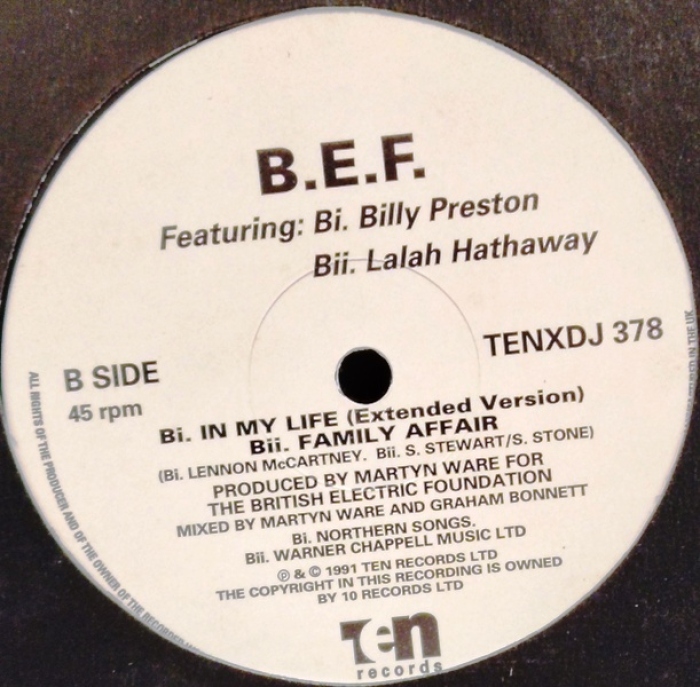 B.E.F.
Featuring: Bi. Billy Preston
Bii. Lalah Hathaway
TENXDJ 378
B SIDE
45 rpm
Bi. IN MY LIFE (Extended Version)
Bii. FAMILY AFFAIR
(Bi. LENNON McCARTNEY. Bii. S. STEWART/S. STONE)
PRODUCED BY MARTYN WARE FOR
THE BRITISH ELECTRIC FOUNDATION
MIXED BY MARTYN WARE AND GRAHAM BONNETT
Bi. NORTHERN SONGS.
Bii. WARNER CHAPPELL MUSIC LTD
℗ & © 1991 TEN RECORDS LTD
THE COPYRIGHT IN THIS RECORDING IS OWNED
BY 10 RECORDS LTD
Ten
records
ALL RIGHTS OF THE PRODUCER AND OF THE OWNER OF THE RECORDED
IN THE UK